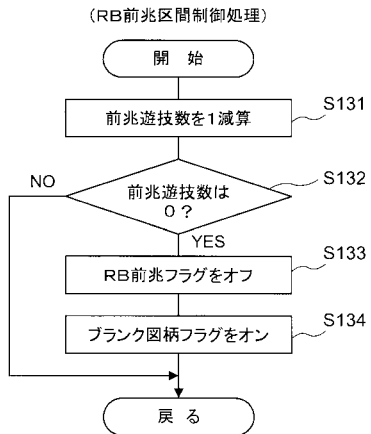 (RB前兆区間制御処理)
開 始
前兆遊技数を1減算
S131
前兆遊技数は
0?
S132
NO
YES
RB前兆フラグをオフ
S133
ブランク図柄フラグをオン
S134
戻 る